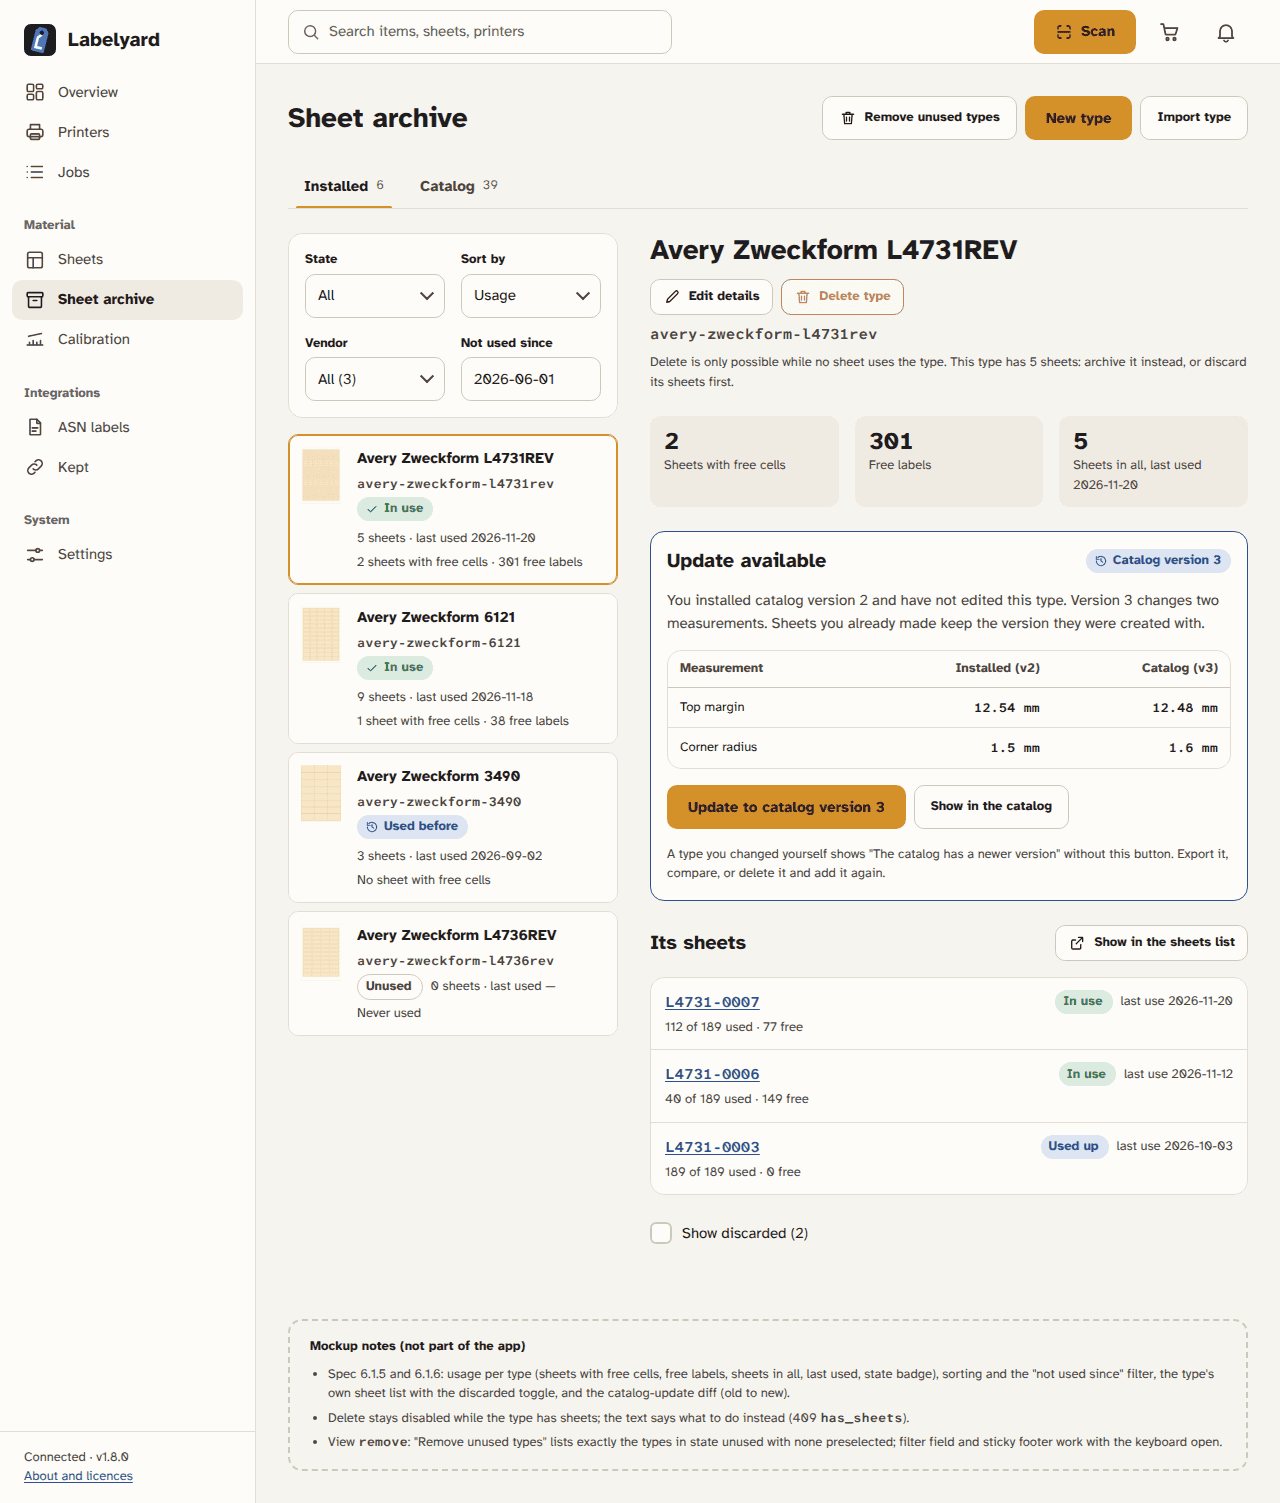 Labelyard
Search items, sheets, printers
Scan
Overview
Printers
Jobs
Material
Sheets
Sheet archive
Calibration
Integrations
ASN labels
Kept
System
Settings
Connected · v1.8.0
About and licences
Sheet archive
Remove unused types
New type
Import type
Installed 6
Catalog 39
State
Sort by
All
Usage
Vendor
Not used since
All (3)
2026-06-01
Avery Zweckform L4731REV
avery-zweckform-l4731rev
In use
5 sheets · last used 2026-11-20
2 sheets with free cells · 301 free labels
Avery Zweckform 6121
avery-zweckform-6121
In use
9 sheets · last used 2026-11-18
1 sheet with free cells · 38 free labels
Avery Zweckform 3490
avery-zweckform-3490
Used before
3 sheets · last used 2026-09-02
No sheet with free cells
Avery Zweckform L4736REV
avery-zweckform-l4736rev
Unused 0 sheets · last used —
Never used
Avery Zweckform L4731REV
Edit details
Delete type
avery-zweckform-l4731rev
Delete is only possible while no sheet uses the type. This type has 5 sheets: archive it instead, or discard
its sheets first.
2
Sheets with free cells
301
Free labels
5
Sheets in all, last used
2026-11-20
Update available
Catalog version 3
You installed catalog version 2 and have not edited this type. Version 3 changes two
measurements. Sheets you already made keep the version they were created with.
Measurement Installed (v2) Catalog (v3)
Top margin 12.54 mm 12.48 mm
Corner radius 1.5 mm 1.6 mm
Update to catalog version 3
Show in the catalog
A type you changed yourself shows "The catalog has a newer version" without this button. Export it,
compare, or delete it and add it again.
Its sheets
Show in the sheets list
L4731-0007
In use last use 2026-11-20
112 of 189 used · 77 free
L4731-0006
In use last use 2026-11-12
40 of 189 used · 149 free
L4731-0003
Used up last use 2026-10-03
189 of 189 used · 0 free
Show discarded (2)
Mockup notes (not part of the app)
• Spec 6.1.5 and 6.1.6: usage per type (sheets with free cells, free labels, sheets in all, last used, state badge), sorting and the "not used since" filter, the type's
own sheet list with the discarded toggle, and the catalog-update diff (old to new).
• Delete stays disabled while the type has sheets; the text says what to do instead (409 has_sheets).
• View remove: "Remove unused types" lists exactly the types in state unused with none preselected; filter field and sticky footer work with the keyboard open.